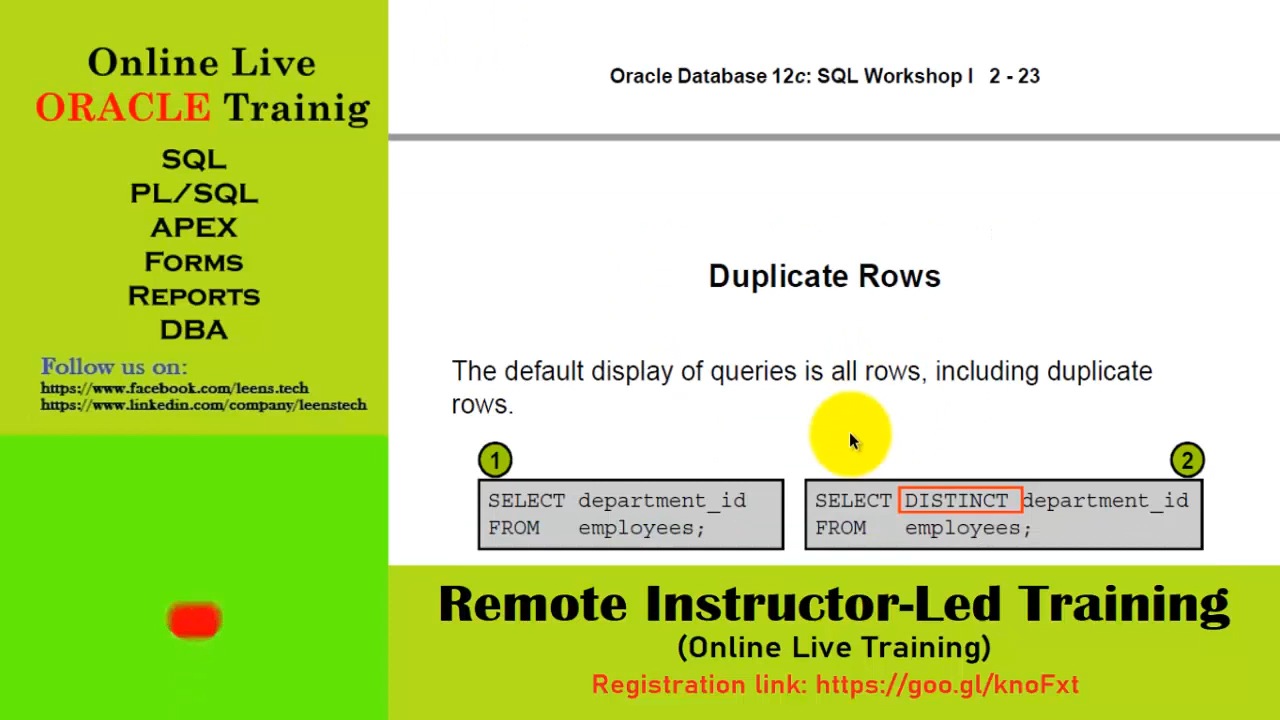 Online Live
ORACLE Trainig
SQL
PL/SQL
APEX
Forms
Reports
DBA
Follow us on:
https://www.facebook.com/leens.tech
https://www.linkedin.com/company/leenstech
Oracle Database 12c: SQL Workshop I 2 - 23
Duplicate Rows
The default display of queries is all rows, including duplicate
rows.
1
SELECT department_id
FROM employees;
2
SELECT DISTINCT department_id
FROM employees;
Remote Instructor-Led Training
(Online Live Training)
Registration link: https://goo.gl/knoFxt